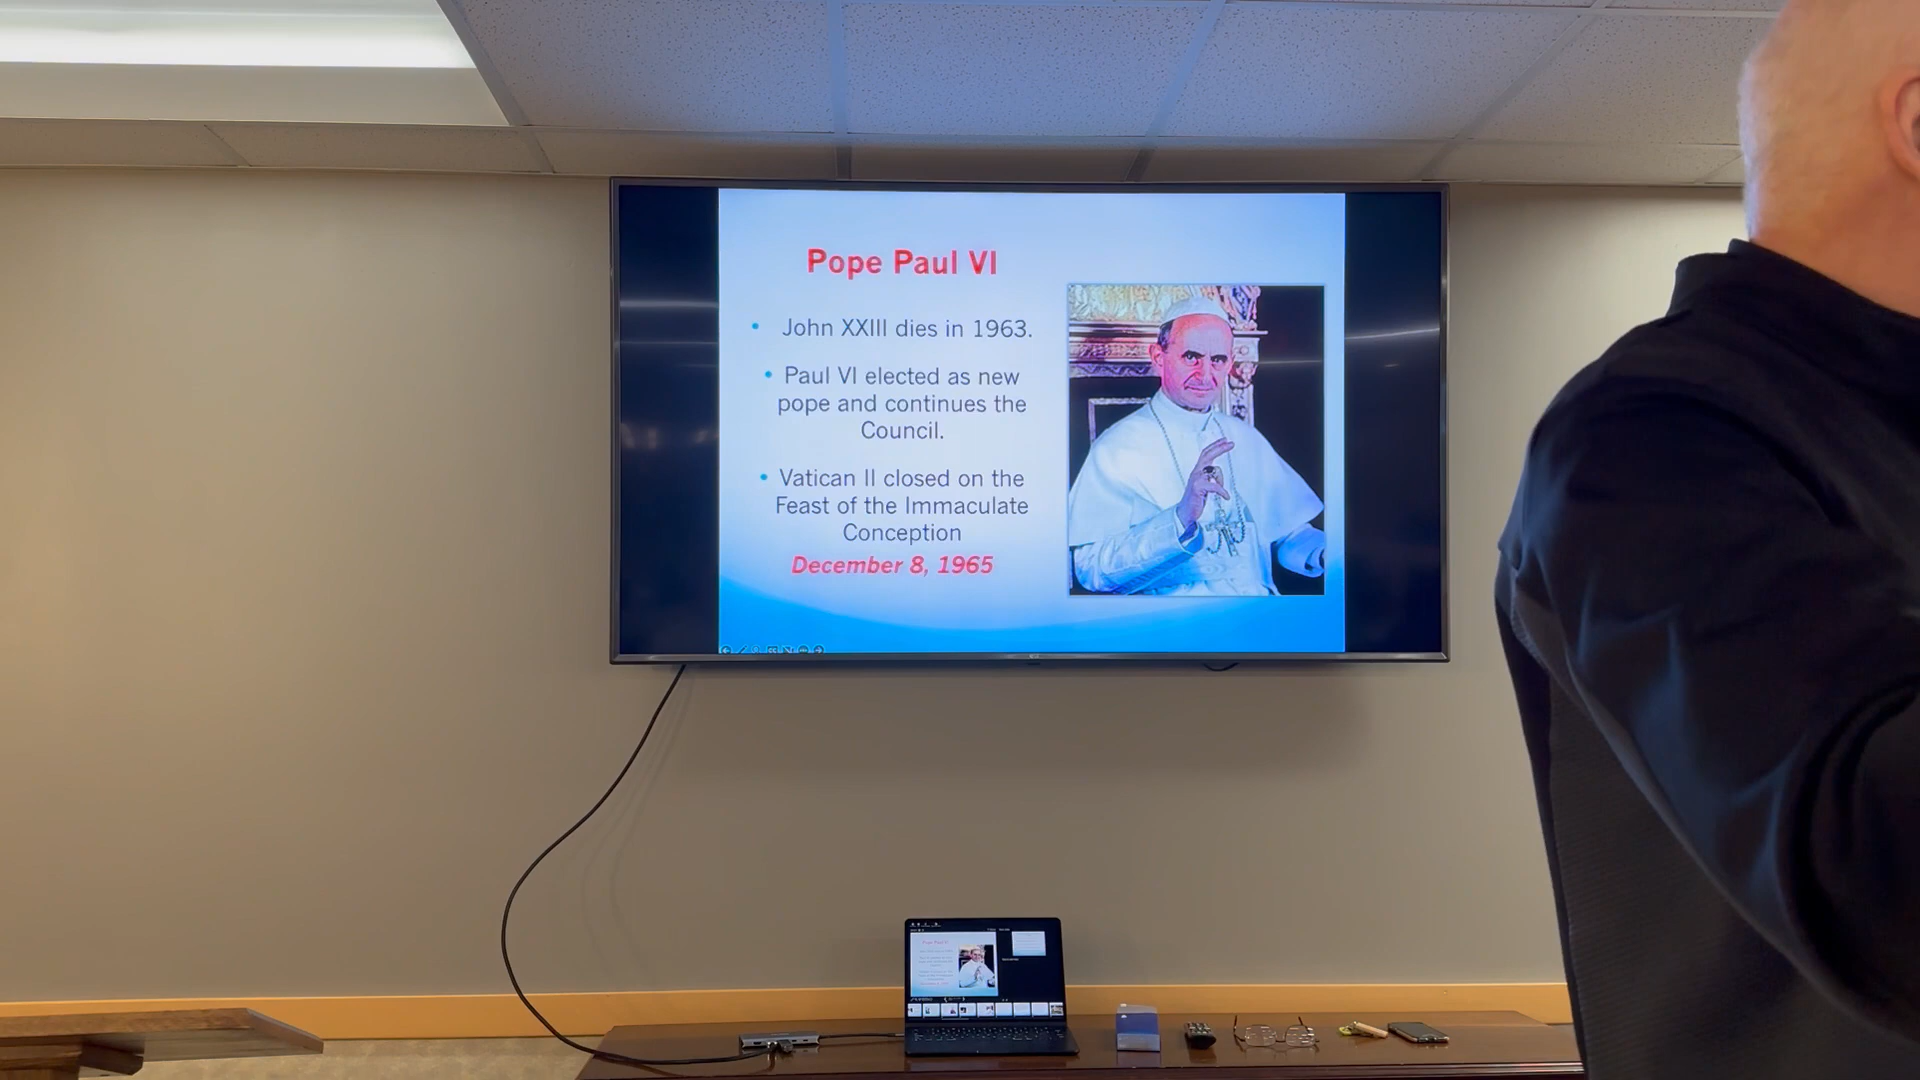 Pope Paul VI
• John XXIII dies in 1963.
• Paul VI elected as new
pope and continues the
Council.
• Vatican II closed on the
Feast of the Immaculate
Conception
December 8, 1965